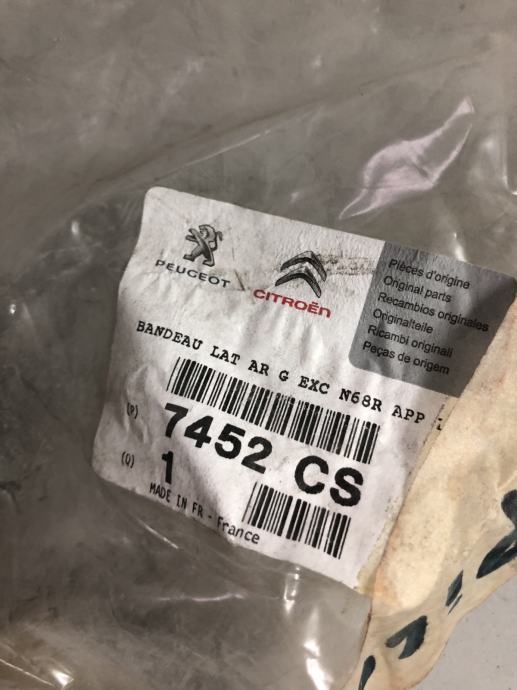 PEUGEOT
CITROËN
Pièces d'origine
Original parts
Recambios originales
Originalteile
Ricambi originali
Peças de origem
BANDEAU LAT AR G EXC N68R APP
(P) 7452 CS
(Q) 1
MADE IN FR - France